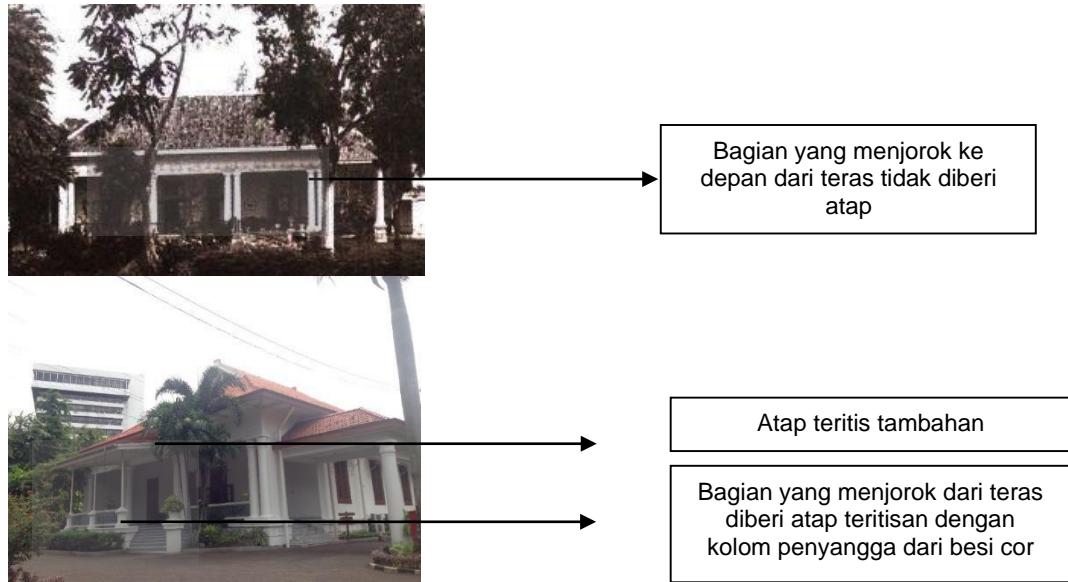 Bagian yang menjorok ke
depan dari teras tidak diberi
atap
Atap teritis tambahan
Bagian yang menjorok dari teras
diberi atap teritisan dengan
kolom penyangga dari besi cor